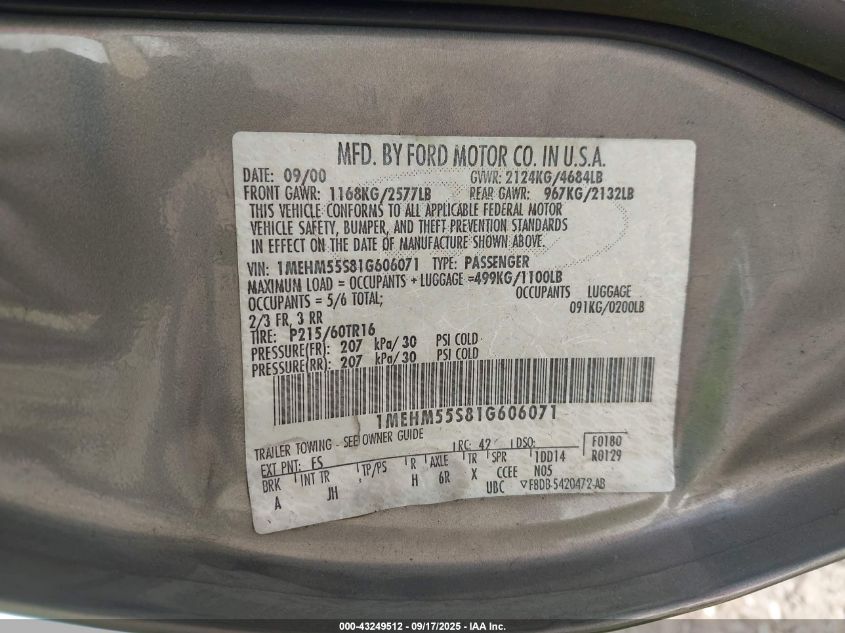 MFD. BY FORD MOTOR CO. IN U.S.A.
DATE: 09/00 GVWR: 2124KG/4684LB
FRONT GAWR: 1168KG/2577LB REAR GAWR: 967KG/2132LB
THIS VEHICLE CONFORMS TO ALL APPLICABLE FEDERAL MOTOR
VEHICLE SAFETY, BUMPER, AND THEFT PREVENTION STANDARDS
IN EFFECT ON THE DATE OF MANUFACTURE SHOWN ABOVE.
VIN: 1MEHM55S81G606071 TYPE: PASSENGER
MAXIMUM LOAD = OCCUPANTS + LUGGAGE =499KG/1100LB
OCCUPANTS = 5/6 TOTAL; OCCUPANTS LUGGAGE
2/3 FR, 3 RR 091KG/0200LB
TIRE: P215/60TR16
PRESSURE(FR): 207 kPa/30 PSI COLD
PRESSURE(RR): 207 kPa/30 PSI COLD
1MEHM55S81G606071
TRAILER TOWING - SEE OWNER GUIDE
EXT PNT: FS RC: 42 DSO: F0180
BRK INT TR TP/PS R AXLE TR SPR 1DD14 R0129
A JH H 6R X CCEE N05
UBC ▽F8DB-5420472-AB
000-43249512 - 09/17/2025 - IAA Inc.